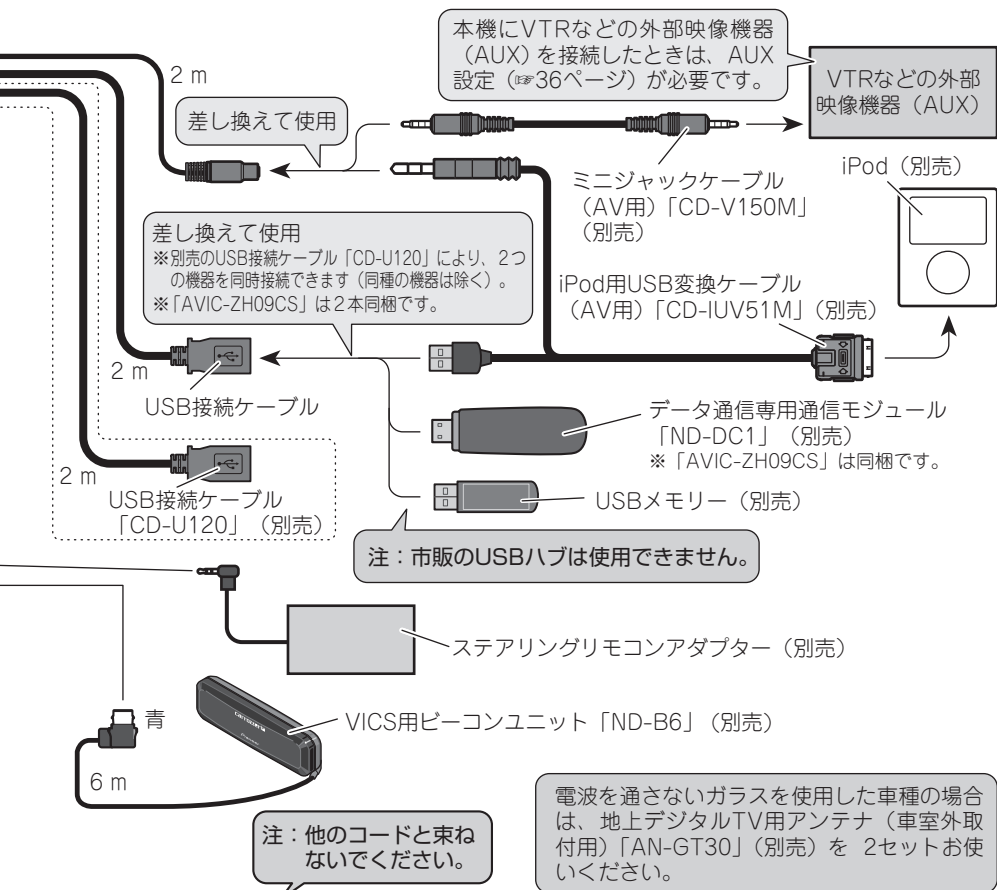 本機にVTRなどの外部映像機器
（AUX）を接続したときは、AUX
設定（☞36ページ）が必要です。
VTRなどの外部
映像機器（AUX）
2 m
差し換えて使用
ミニジャックケーブル
（AV用）「CD-V150M」
（別売）
iPod（別売）
差し換えて使用
※別売のUSB接続ケーブル「CD-U120」により、2つ
の機器を同時接続できます（同種の機器は除く）。
※「AVIC-ZH09CS」は2本同梱です。
iPod用USB変換ケーブル
（AV用）「CD-IUV51M」（別売）
2 m
USB接続ケーブル
データ通信専用通信モジュール
「ND-DC1」（別売）
※「AVIC-ZH09CS」は同梱です。
2 m
USB接続ケーブル
「CD-U120」（別売）
USBメモリー（別売）
注：市販のUSBハブは使用できません。
ステアリングリモコンアダプター（別売）
青
carrozzeria
VICS用ビーコンユニット「ND-B6」（別売）
6 m
注：他のコードと束ね
ないでください。
電波を通さないガラスを使用した車種の場合
は、地上デジタルTV用アンテナ（車室外取
付用）「AN-GT30」（別売）を 2セットお使
いください。